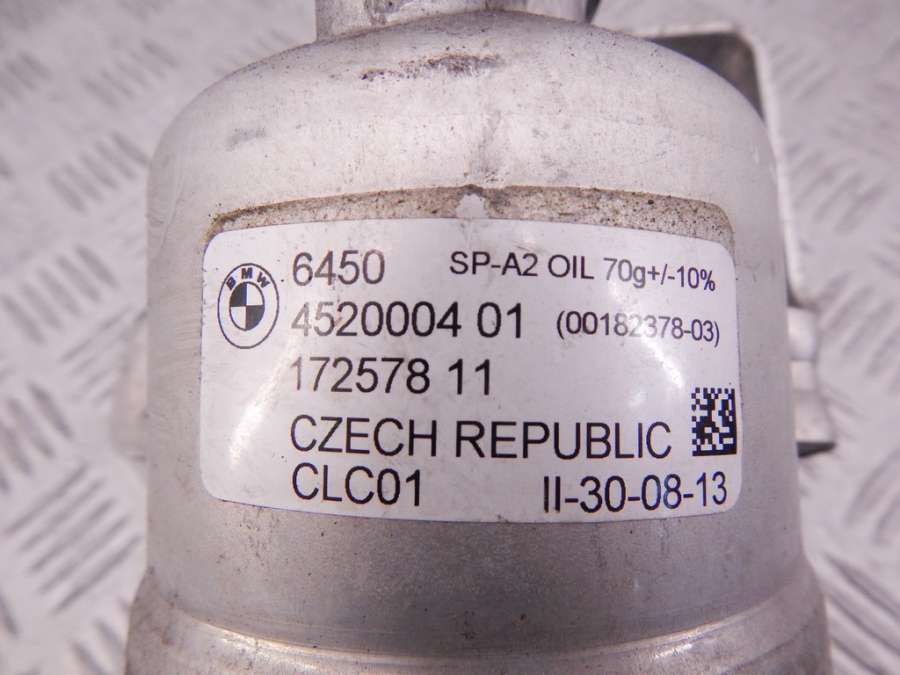 BMW
6450 SP-A2 OIL 70g+/-10%
4520004 01 (00182378-03)
172578 11
CZECH REPUBLIC
CLC01 II-30-08-13